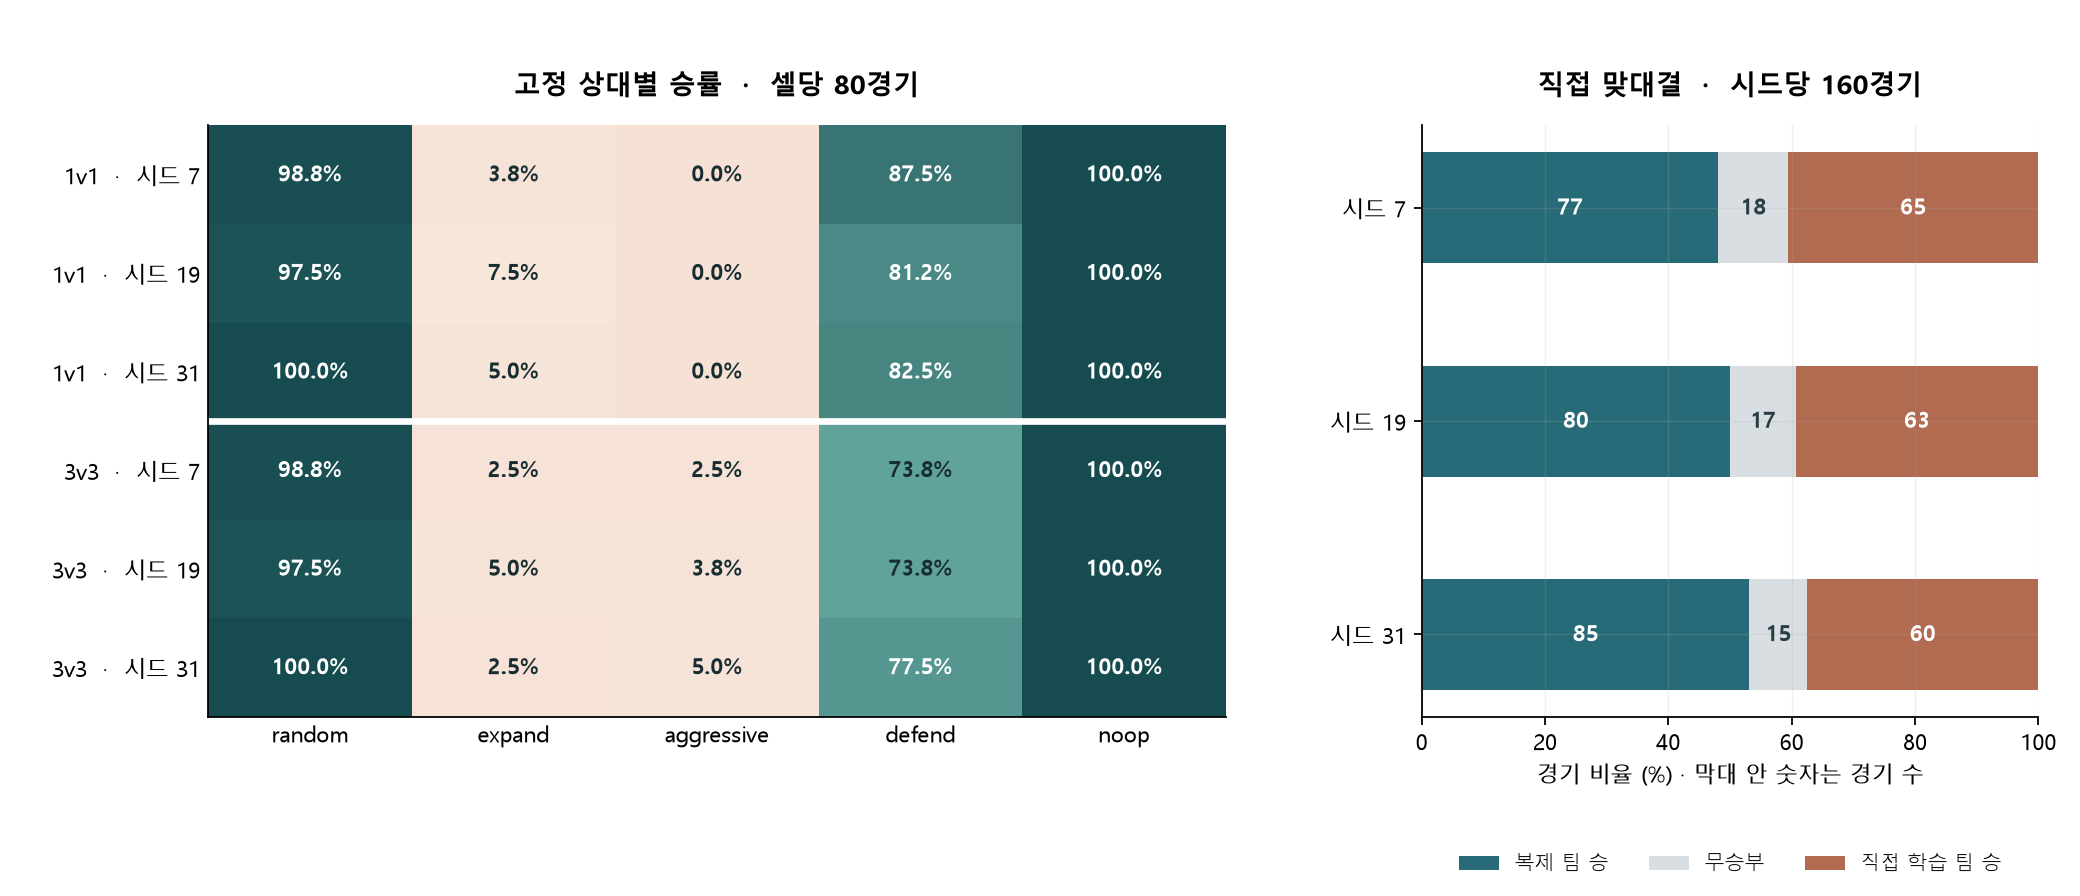 고정 상대별 승률 · 셀당 80경기
1v1 · 시드 7 98.8% 3.8% 0.0% 87.5% 100.0%
1v1 · 시드 19 97.5% 7.5% 0.0% 81.2% 100.0%
1v1 · 시드 31 100.0% 5.0% 0.0% 82.5% 100.0%
3v3 · 시드 7 98.8% 2.5% 2.5% 73.8% 100.0%
3v3 · 시드 19 97.5% 5.0% 3.8% 73.8% 100.0%
3v3 · 시드 31 100.0% 2.5% 5.0% 77.5% 100.0%
random expand aggressive defend noop
직접 맞대결 · 시드당 160경기
시드 7 77 18 65
시드 19 80 17 63
시드 31 85 15 60
0 20 40 60 80 100
경기 비율 (%) · 막대 안 숫자는 경기 수
복제 팀 승 무승부 직접 학습 팀 승